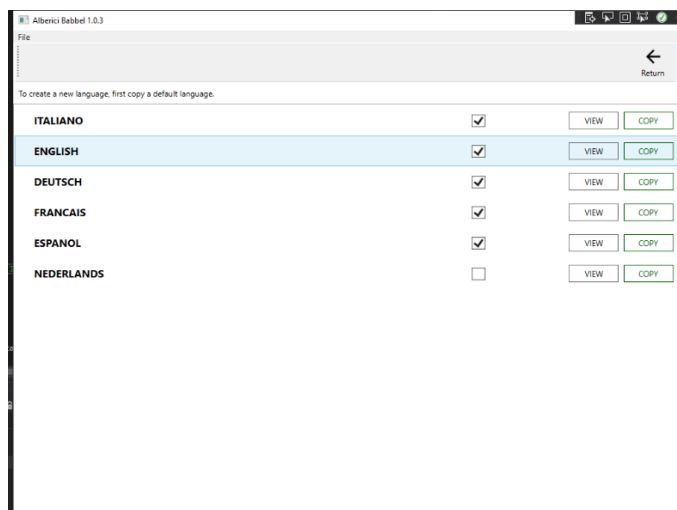 Alberici Babbel 1.0.3
File
Return
To create a new language, first copy a default language.
ITALIANO VIEW COPY
ENGLISH VIEW COPY
DEUTSCH VIEW COPY
FRANCAIS VIEW COPY
ESPANOL VIEW COPY
NEDERLANDS VIEW COPY